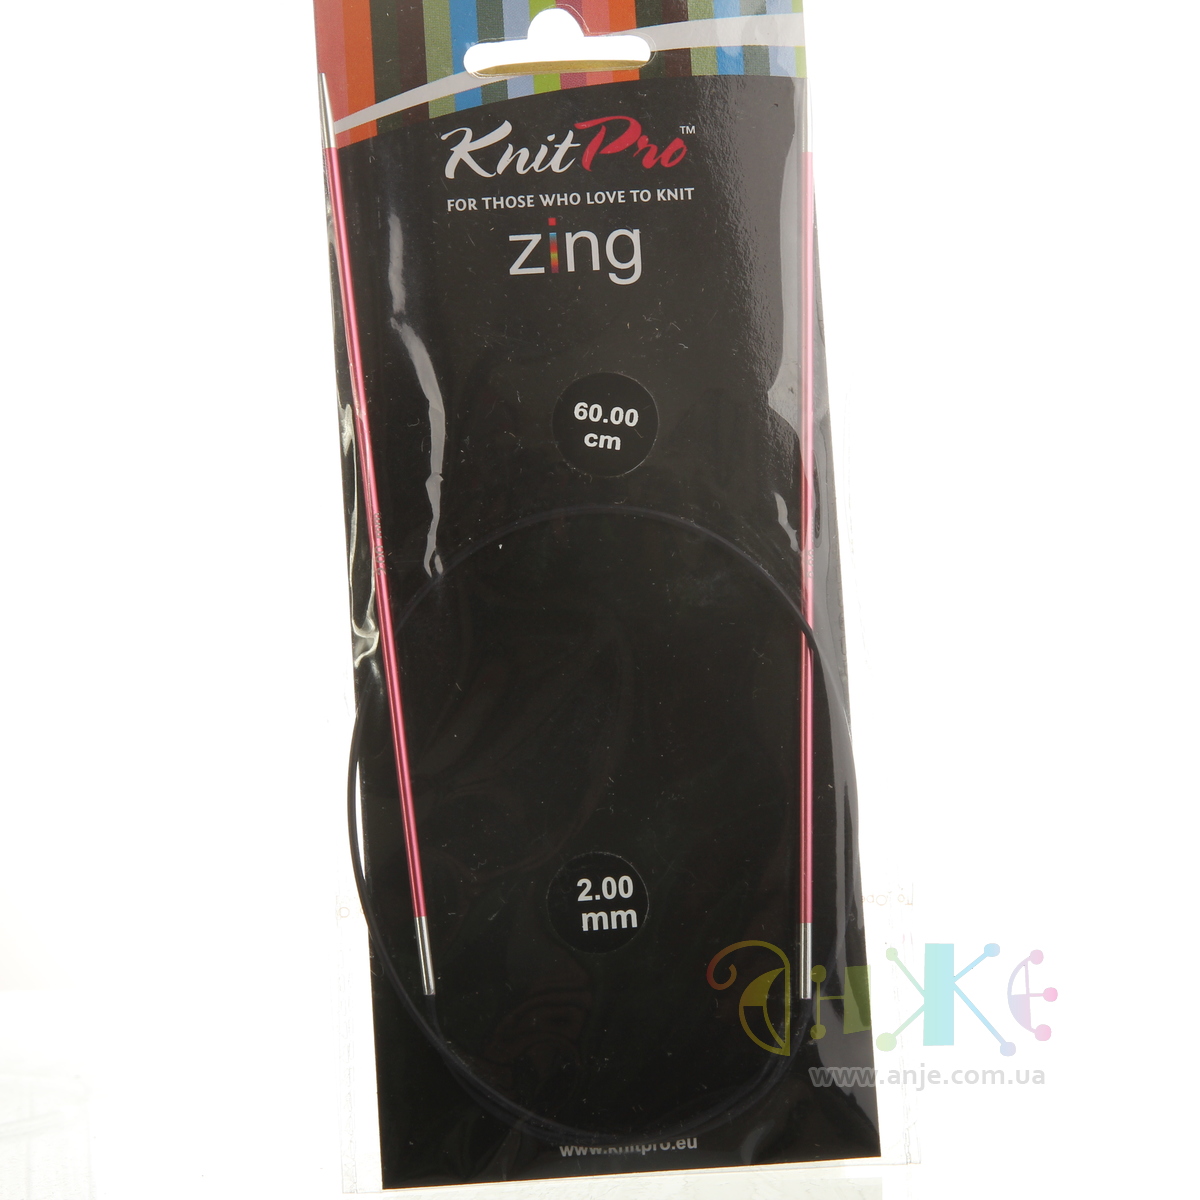 KnitPro™
FOR THOSE WHO LOVE TO KNIT
zing
60.00
cm
2.00
mm
АНЖЕ
www.anje.com.ua
www.knitpro.eu